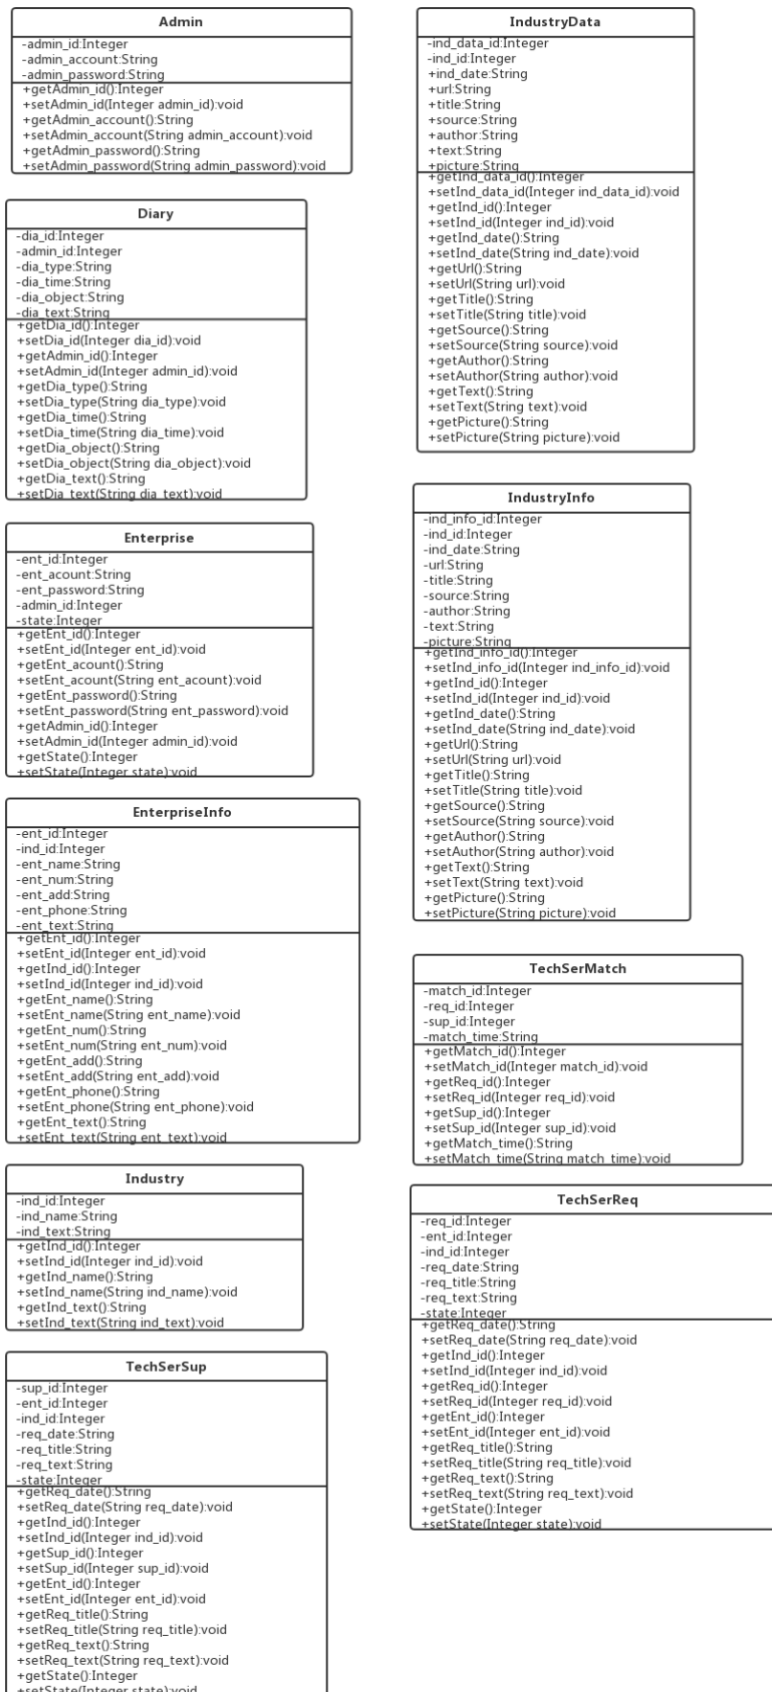 Admin
-admin_id:Integer
-admin_account:String
-admin_password:String
+getAdmin_id():Integer
+setAdmin_id(Integer admin_id):void
+getAdmin_account():String
+setAdmin_account(String admin_account):void
+getAdmin_password():String
+setAdmin_password(String admin_password):void
Diary
-dia_id:Integer
-admin_id:Integer
-dia_type:String
-dia_time:String
-dia_object:String
-dia_text:String
+getDia_id():Integer
+setDia_id(Integer dia_id):void
+getAdmin_id():Integer
+setAdmin_id(Integer admin_id):void
+getDia_type():String
+setDia_type(String dia_type):void
+getDia_time():String
+setDia_time(String dia_time):void
+getDia_object():String
+setDia_object(String dia_object):void
+getDia_text():String
+setDia_text(String dia_text):void
Enterprise
-ent_id:Integer
-ent_acount:String
-ent_password:String
-admin_id:Integer
-state:Integer
+getEnt_id():Integer
+setEnt_id(Integer ent_id):void
+getEnt_acount():String
+setEnt_acount(String ent_acount):void
+getEnt_password():String
+setEnt_password(String ent_password):void
+getAdmin_id():Integer
+setAdmin_id(Integer admin_id):void
+getState():Integer
+setState(Integer state):void
EnterpriseInfo
-ent_id:Integer
-ind_id:Integer
-ent_name:String
-ent_num:String
-ent_add:String
-ent_phone:String
-ent_text:String
+getEnt_id():Integer
+setEnt_id(Integer ent_id):void
+getInd_id():Integer
+setInd_id(Integer ind_id):void
+getEnt_name():String
+setEnt_name(String ent_name):void
+getEnt_num():String
+setEnt_num(String ent_num):void
+getEnt_add():String
+setEnt_add(String ent_add):void
+getEnt_phone():String
+setEnt_phone(String ent_phone):void
+getEnt_text():String
+setEnt_text(String ent_text):void
Industry
-ind_id:Integer
-ind_name:String
-ind_text:String
+getInd_id():Integer
+setInd_id(Integer ind_id):void
+getInd_name():String
+setInd_name(String ind_name):void
+getInd_text():String
+setInd_text(String ind_text):void
TechSerSup
-sup_id:Integer
-ent_id:Integer
-ind_id:Integer
-req_date:String
-req_title:String
-req_text:String
-state:Integer
+getReq_date():String
+setReq_date(String req_date):void
+getInd_id():Integer
+setInd_id(Integer ind_id):void
+getSup_id():Integer
+setSup_id(Integer sup_id):void
+getEnt_id():Integer
+setEnt_id(Integer ent_id):void
+getReq_title():String
+setReq_title(String req_title):void
+getReq_text():String
+setReq_text(String req_text):void
+getState():Integer
+setState(Integer state):void
IndustryData
-ind_data_id:Integer
-ind_id:Integer
+ind_date:String
+url:String
+title:String
+source:String
+author:String
+text:String
+picture:String
+getInd_data_id():Integer
+setInd_data_id(Integer ind_data_id):void
+getInd_id():Integer
+setInd_id(Integer ind_id):void
+getInd_date():String
+setInd_date(String ind_date):void
+getUrl():String
+setUrl(String url):void
+getTitle():String
+setTitle(String title):void
+getSource():String
+setSource(String source):void
+getAuthor():String
+setAuthor(String author):void
+getText():String
+setText(String text):void
+getPicture():String
+setPicture(String picture):void
IndustryInfo
-ind_info_id:Integer
-ind_id:Integer
-ind_date:String
-url:String
-title:String
-source:String
-author:String
-text:String
-picture:String
+getInd_info_id():Integer
+setInd_info_id(Integer ind_info_id):void
+getInd_id():Integer
+setInd_id(Integer ind_id):void
+getInd_date():String
+setInd_date(String ind_date):void
+getUrl():String
+setUrl(String url):void
+getTitle():String
+setTitle(String title):void
+getSource():String
+setSource(String source):void
+getAuthor():String
+setAuthor(String author):void
+getText():String
+setText(String text):void
+getPicture():String
+setPicture(String picture):void
TechSerMatch
-match_id:Integer
-req_id:Integer
-sup_id:Integer
-match_time:String
+getMatch_id():Integer
+setMatch_id(Integer match_id):void
+getReq_id():Integer
+setReq_id(Integer req_id):void
+getSup_id():Integer
+setSup_id(Integer sup_id):void
+getMatch_time():String
+setMatch_time(String match_time):void
TechSerReq
-req_id:Integer
-ent_id:Integer
-ind_id:Integer
-req_date:String
-req_title:String
-req_text:String
-state:Integer
+getReq_date():String
+setReq_date(String req_date):void
+getInd_id():Integer
+setInd_id(Integer ind_id):void
+getReq_id():Integer
+setReq_id(Integer req_id):void
+getEnt_id():Integer
+setEnt_id(Integer ent_id):void
+getReq_title():String
+setReq_title(String req_title):void
+getReq_text():String
+setReq_text(String req_text):void
+getState():Integer
+setState(Integer state):void